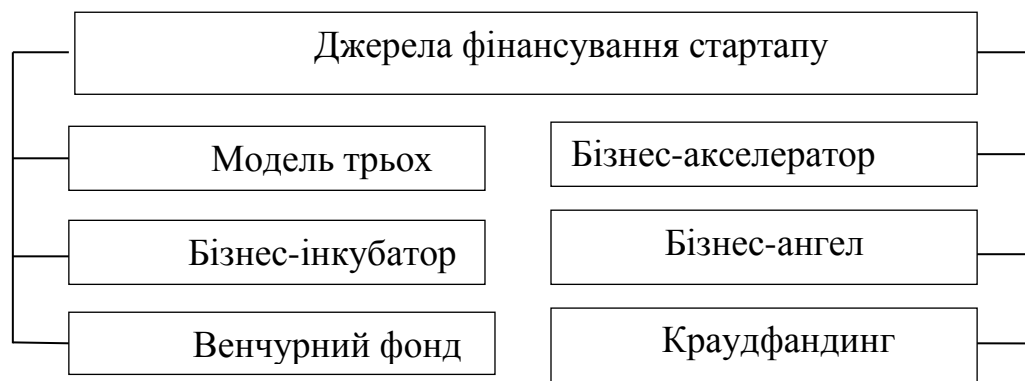 Джерела фінансування стартапу
Модель трьох
Бізнес-акселератор
Бізнес-інкубатор
Бізнес-ангел
Венчурний фонд
Краудфандинг